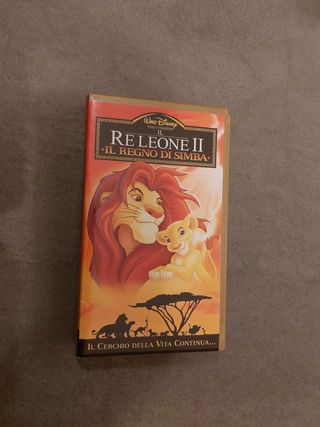 Walt Disney
IL
RE LEONE II
•IL REGNO DI SIMBA•
IL CERCHIO DELLA VITA CONTINUA...